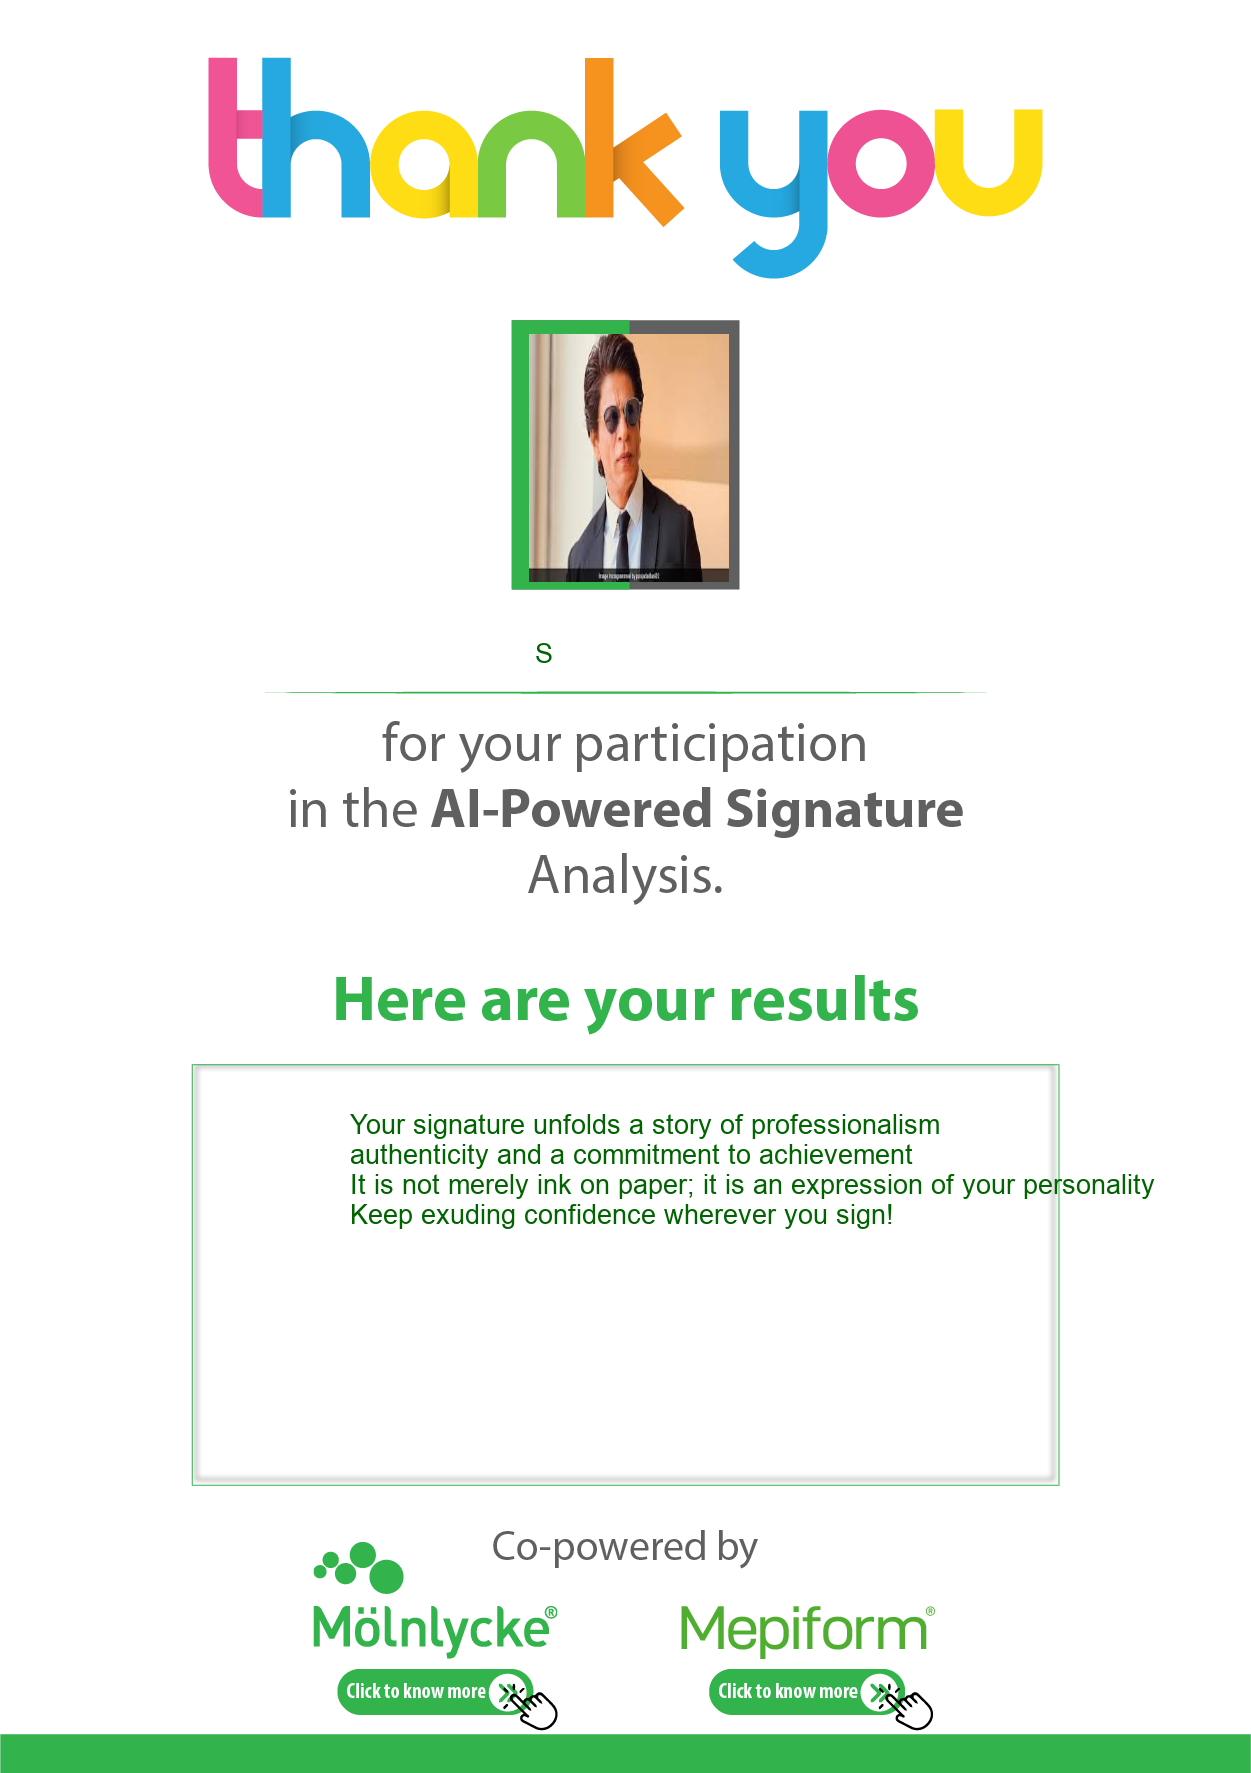 thank you
S
for your participation
in the AI-Powered Signature
Analysis.
Here are your results
Your signature unfolds a story of professionalism
authenticity and a commitment to achievement
It is not merely ink on paper; it is an expression of your personality
Keep exuding confidence wherever you sign!
Co-powered by
Mölnlycke®
Mepiform®
Click to know more
Click to know more